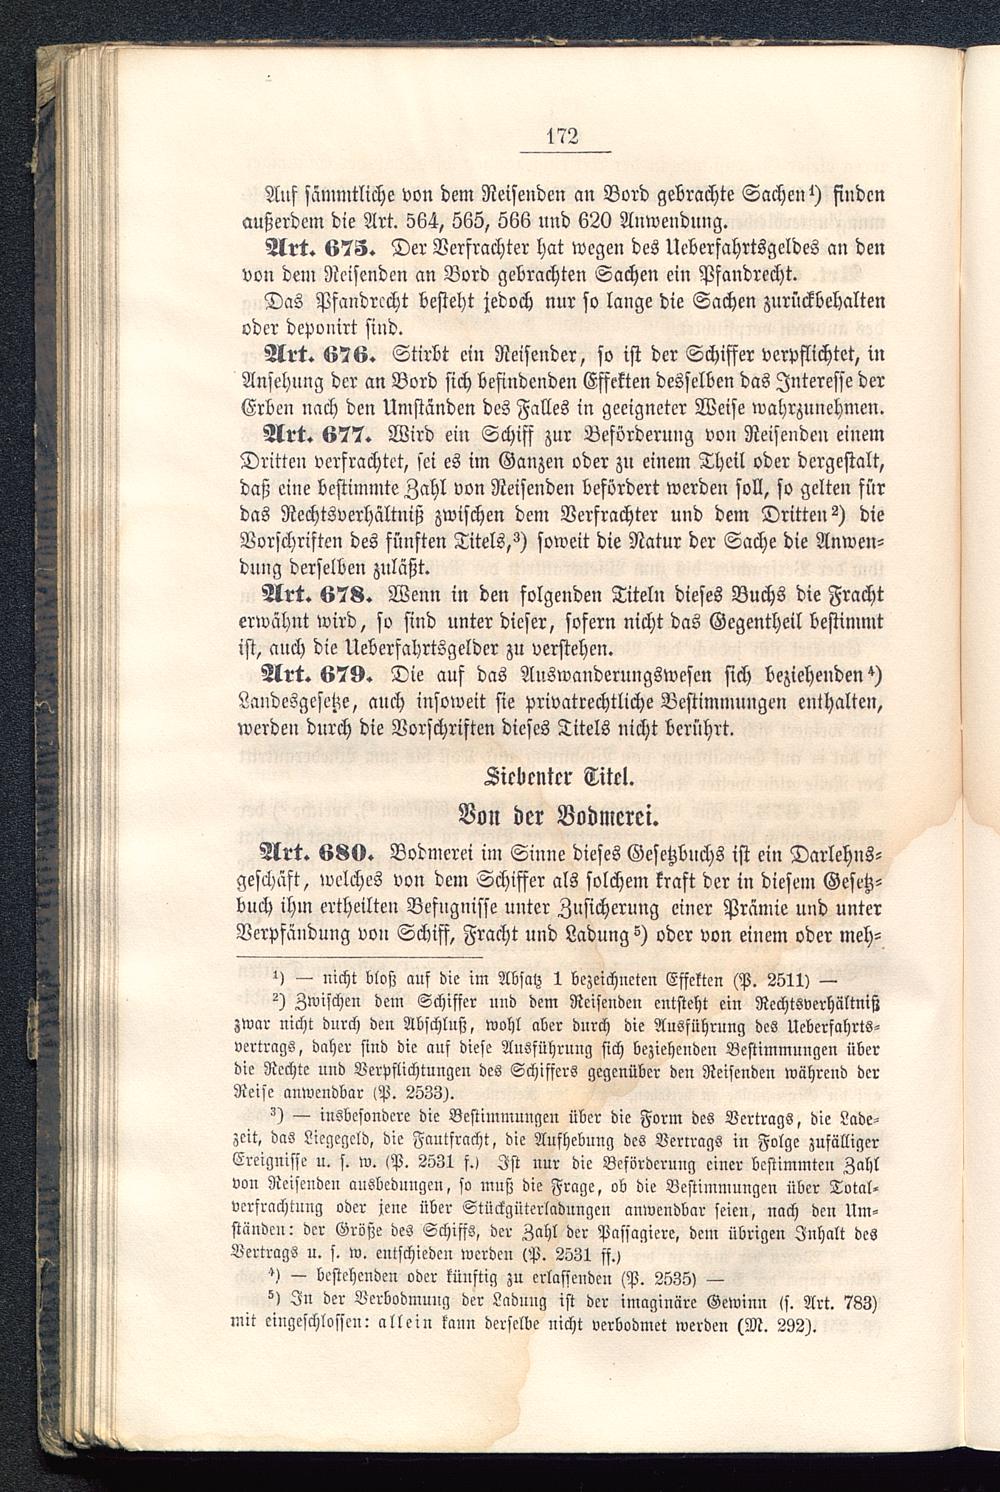 172
Auf sämmtliche von dem Reisenden an Bord gebrachte Sachen¹) finden
außerdem die Art. 564, 565, 566 und 620 Anwendung.
Art. 675. Der Verfrachter hat wegen des Ueberfahrtsgeldes an den
von dem Reisenden an Bord gebrachten Sachen ein Pfandrecht.
Das Pfandrecht besteht jedoch nur so lange die Sachen zurückbehalten
oder deponirt sind.
Art. 676. Stirbt ein Reisender, so ist der Schiffer verpflichtet, in
Ansehung der an Bord sich befindenden Effekten desselben das Interesse der
Erben nach den Umständen des Falles in geeigneter Weise wahrzunehmen.
Art. 677. Wird ein Schiff zur Beförderung von Reisenden einem
Dritten verfrachtet, sei es im Ganzen oder zu einem Theil oder dergestalt,
daß eine bestimmte Zahl von Reisenden befördert werden soll, so gelten für
das Rechtsverhältniß zwischen dem Verfrachter und dem Dritten²) die
Vorschriften des fünften Titels,³) soweit die Natur der Sache die Anwen-
dung derselben zuläßt.
Art. 678. Wenn in den folgenden Titeln dieses Buchs die Fracht
erwähnt wird, so sind unter dieser, sofern nicht das Gegentheil bestimmt
ist, auch die Ueberfahrtsgelder zu verstehen.
Art. 679. Die auf das Auswanderungswesen sich beziehenden⁴)
Landesgesetze, auch insoweit sie privatrechtliche Bestimmungen enthalten,
werden durch die Vorschriften dieses Titels nicht berührt.
Siebenter Titel.
Von der Bodmerei.
Art. 680. Bodmerei im Sinne dieses Gesetzbuchs ist ein Darlehns-
geschäft, welches von dem Schiffer als solchem kraft der in diesem Gesetz-
buch ihm ertheilten Befugnisse unter Zusicherung einer Prämie und unter
Verpfändung von Schiff, Fracht und Ladung⁵) oder von einem oder meh-
¹) — nicht bloß auf die im Absatz 1 bezeichneten Effekten (P. 2511) —
²) Zwischen dem Schiffer und dem Reisenden entsteht ein Rechtsverhältniß
zwar nicht durch den Abschluß, wohl aber durch die Ausführung des Ueberfahrts-
vertrags, daher sind die auf diese Ausführung sich beziehenden Bestimmungen über
die Rechte und Verpflichtungen des Schiffers gegenüber den Reisenden während der
Reise anwendbar (P. 2533).
³) — insbesondere die Bestimmungen über die Form des Vertrags, die Lade-
zeit, das Liegegeld, die Fautfracht, die Aufhebung des Vertrags in Folge zufälliger
Ereignisse u. s. w. (P. 2531 f.) Ist nur die Beförderung einer bestimmten Zahl
von Reisenden ausbedungen, so muß die Frage, ob die Bestimmungen über Total-
verfrachtung oder jene über Stückgüterladungen anwendbar seien, nach den Um-
ständen: der Größe des Schiffs, der Zahl der Passagiere, dem übrigen Inhalt des
Vertrags u. s. w. entschieden werden (P. 2531 ff.)
⁴) — bestehenden oder künftig zu erlassenden (P. 2535) —
⁵) In der Verbodmung der Ladung ist der imaginäre Gewinn (s. Art. 783)
mit eingeschlossen: allein kann derselbe nicht verbodmet werden (M. 292).